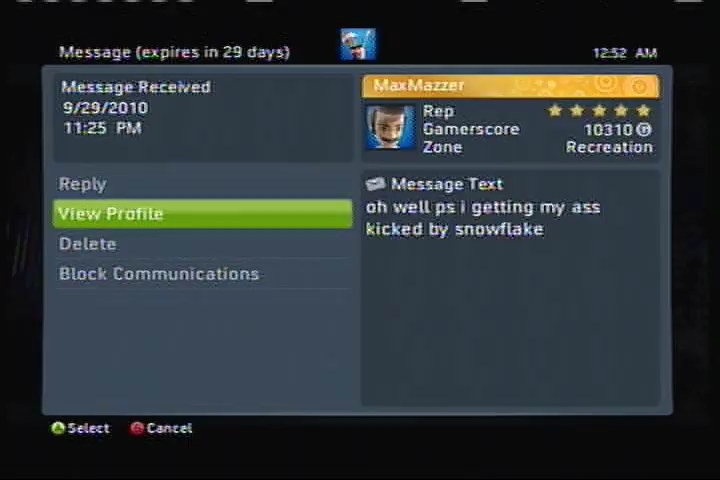 Message (expires in 29 days)
12:52 AM
Message Received
9/29/2010
11:25 PM
MaxMazzer
Rep
Gamerscore 10310 G
Zone Recreation
Reply
View Profile
Delete
Block Communications
Message Text
oh well ps i getting my ass
kicked by snowflake
A Select B Cancel